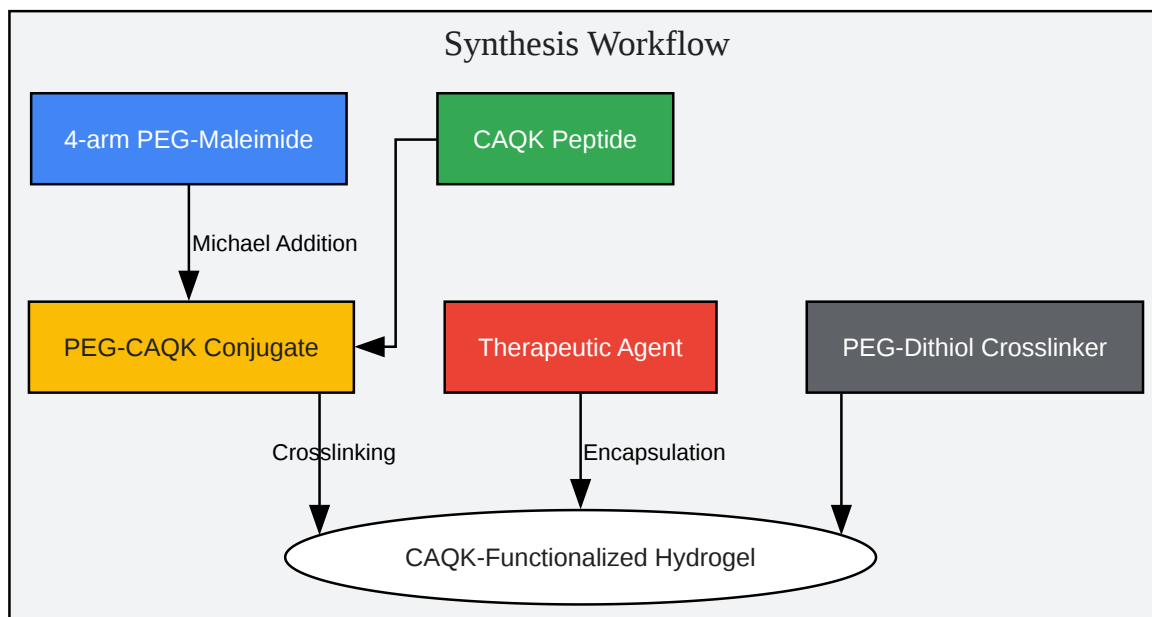 Synthesis Workflow
4-arm PEG-Maleimide
CAQK Peptide
Michael Addition
PEG-CAQK Conjugate
Therapeutic Agent
PEG-Dithiol Crosslinker
Crosslinking
Encapsulation
CAQK-Functionalized Hydrogel